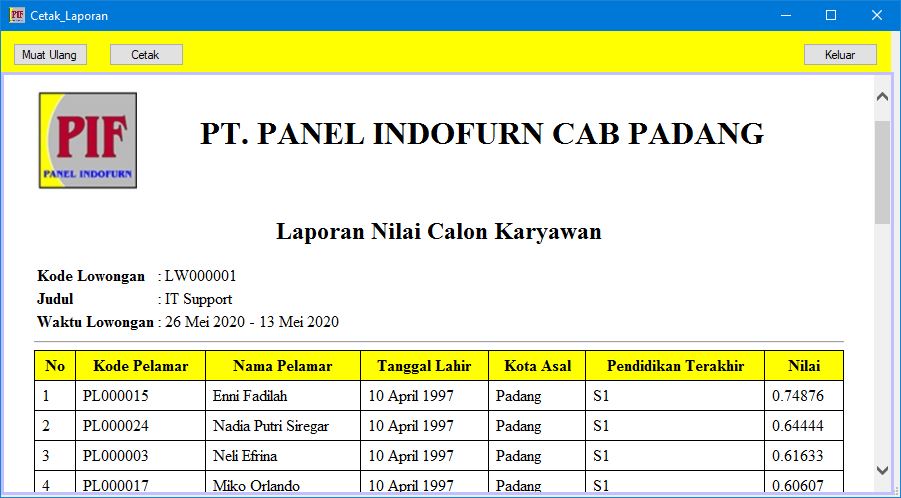 Cetak_Laporan
Muat Ulang Cetak Keluar
PIF
PANEL INDOFURN
PT. PANEL INDOFURN CAB PADANG
Laporan Nilai Calon Karyawan
Kode Lowongan : LW000001
Judul : IT Support
Waktu Lowongan : 26 Mei 2020 - 13 Mei 2020
No Kode Pelamar Nama Pelamar Tanggal Lahir Kota Asal Pendidikan Terakhir Nilai
1 PL000015 Enni Fadilah 10 April 1997 Padang S1 0.74876
2 PL000024 Nadia Putri Siregar 10 April 1997 Padang S1 0.64444
3 PL000003 Neli Efrina 10 April 1997 Padang S1 0.61633
4 PL000017 Miko Orlando 10 April 1997 Padang S1 0.60607